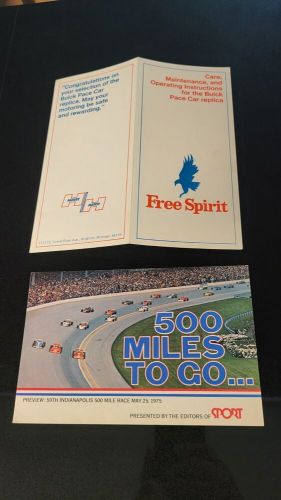 "Congratulations on
your selection of the
Buick Pace Car
replica. May your
motoring be safe
and rewarding."
Care,
Maintenance, and
Operating Instructions
for the Buick
Pace Car replica
Free Spirit
500
MILES
TO GO...
PREVIEW: 59TH INDIANAPOLIS 500 MILE RACE MAY 25, 1975
PRESENTED BY THE EDITORS OF SPORT